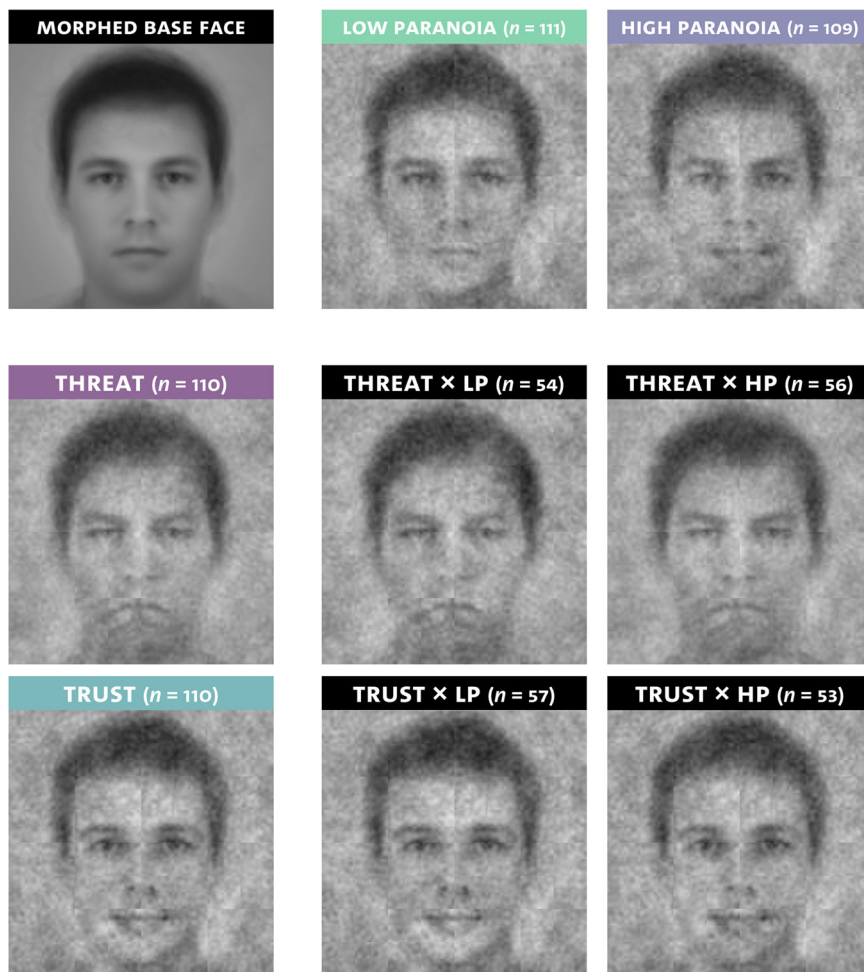 MORPHED BASE FACE
LOW PARANOIA (n = 111)
HIGH PARANOIA (n = 109)
THREAT (n = 110)
THREAT × LP (n = 54)
THREAT × HP (n = 56)
TRUST (n = 110)
TRUST × LP (n = 57)
TRUST × HP (n = 53)